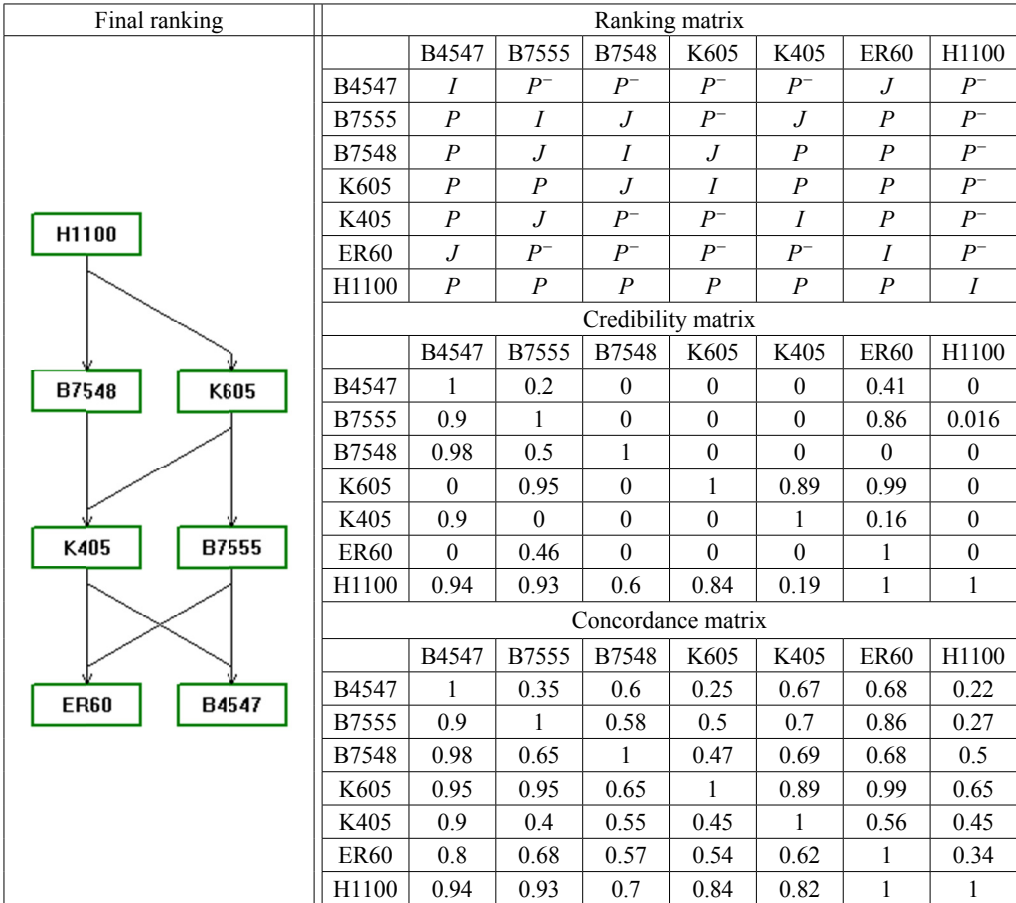 Final ranking
Ranking matrix
B4547 B7555 B7548 K605 K405 ER60 H1100
B4547 I P⁻ P⁻ P⁻ P⁻ J P⁻
B7555 P I J P⁻ J P P⁻
B7548 P J I J P P P⁻
K605 P P J I P P P⁻
K405 P J P⁻ P⁻ I P P⁻
ER60 J P⁻ P⁻ P⁻ P⁻ I P⁻
H1100 P P P P P P I
Credibility matrix
B4547 B7555 B7548 K605 K405 ER60 H1100
B4547 1 0.2 0 0 0 0.41 0
B7555 0.9 1 0 0 0 0.86 0.016
B7548 0.98 0.5 1 0 0 0 0
K605 0 0.95 0 1 0.89 0.99 0
K405 0.9 0 0 0 1 0.16 0
ER60 0 0.46 0 0 0 1 0
H1100 0.94 0.93 0.6 0.84 0.19 1 1
Concordance matrix
B4547 B7555 B7548 K605 K405 ER60 H1100
B4547 1 0.35 0.6 0.25 0.67 0.68 0.22
B7555 0.9 1 0.58 0.5 0.7 0.86 0.27
B7548 0.98 0.65 1 0.47 0.69 0.68 0.5
K605 0.95 0.95 0.65 1 0.89 0.99 0.65
K405 0.9 0.4 0.55 0.45 1 0.56 0.45
ER60 0.8 0.68 0.57 0.54 0.62 1 0.34
H1100 0.94 0.93 0.7 0.84 0.82 1 1
H1100
B7548 K605
K405 B7555
ER60 B4547